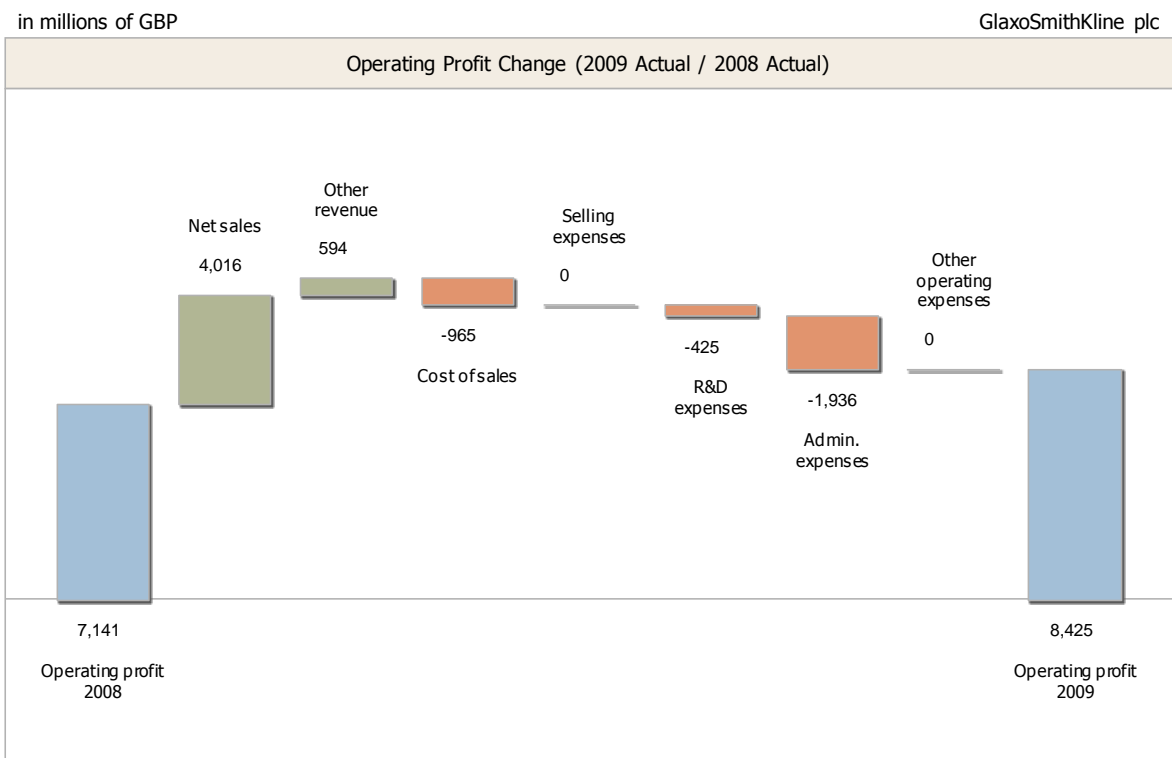 in millions of GBP
GlaxoSmithKline plc
Operating Profit Change (2009 Actual / 2008 Actual)
Net sales
4,016
Other
revenue
594
-965
Cost of sales
Selling
expenses
0
-425
R&D
expenses
-1,936
Admin.
expenses
Other
operating
expenses
0
7,141
Operating profit
2008
8,425
Operating profit
2009